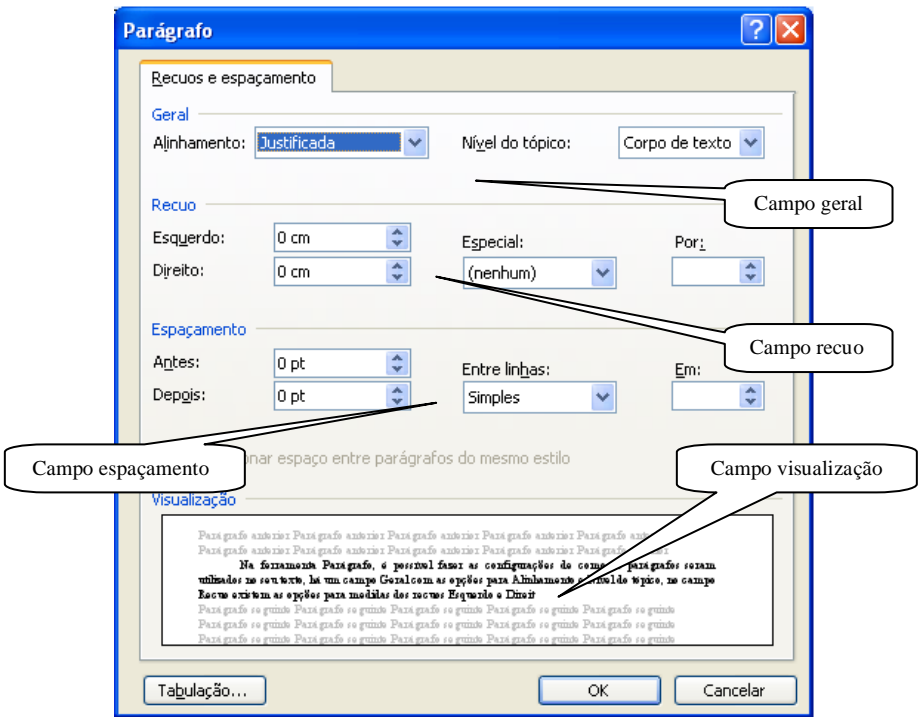 Parágrafo
Recuos e espaçamento
Geral
Alinhamento: Justificada Nível do tópico: Corpo de texto
Campo geral
Recuo
Esquerdo: 0 cm Especial: Por:
Direito: 0 cm (nenhum)
Campo recuo
Espaçamento
Antes: 0 pt Entre linhas: Em:
Depois: 0 pt Simples
Campo espaçamento
onar espaço entre parágrafos do mesmo estilo
Campo visualização
Visualização
Parágrafo anterior Parágrafo anterior Parágrafo anterior Parágrafo anterior Parágrafo
Parágrafo anterior Parágrafo anterior Parágrafo anterior Parágrafo anterior Parágrafo
Na ferramenta Parágrafo, é possível fazer as configurações de como parágrafos seram
utilizados no seu texto, há um campo Geral com as opções para Alinhamento e Nível do tópico, no campo
Recuo existem as opções para medidas dos recuos Esquerdo e Direit
Parágrafo seguinte Parágrafo seguinte Parágrafo seguinte Parágrafo seguinte Parágrafo seguinte
Parágrafo seguinte Parágrafo seguinte Parágrafo seguinte Parágrafo seguinte Parágrafo seguinte
Parágrafo seguinte Parágrafo seguinte Parágrafo seguinte Parágrafo seguinte Parágrafo seguinte
Tabulação... OK Cancelar